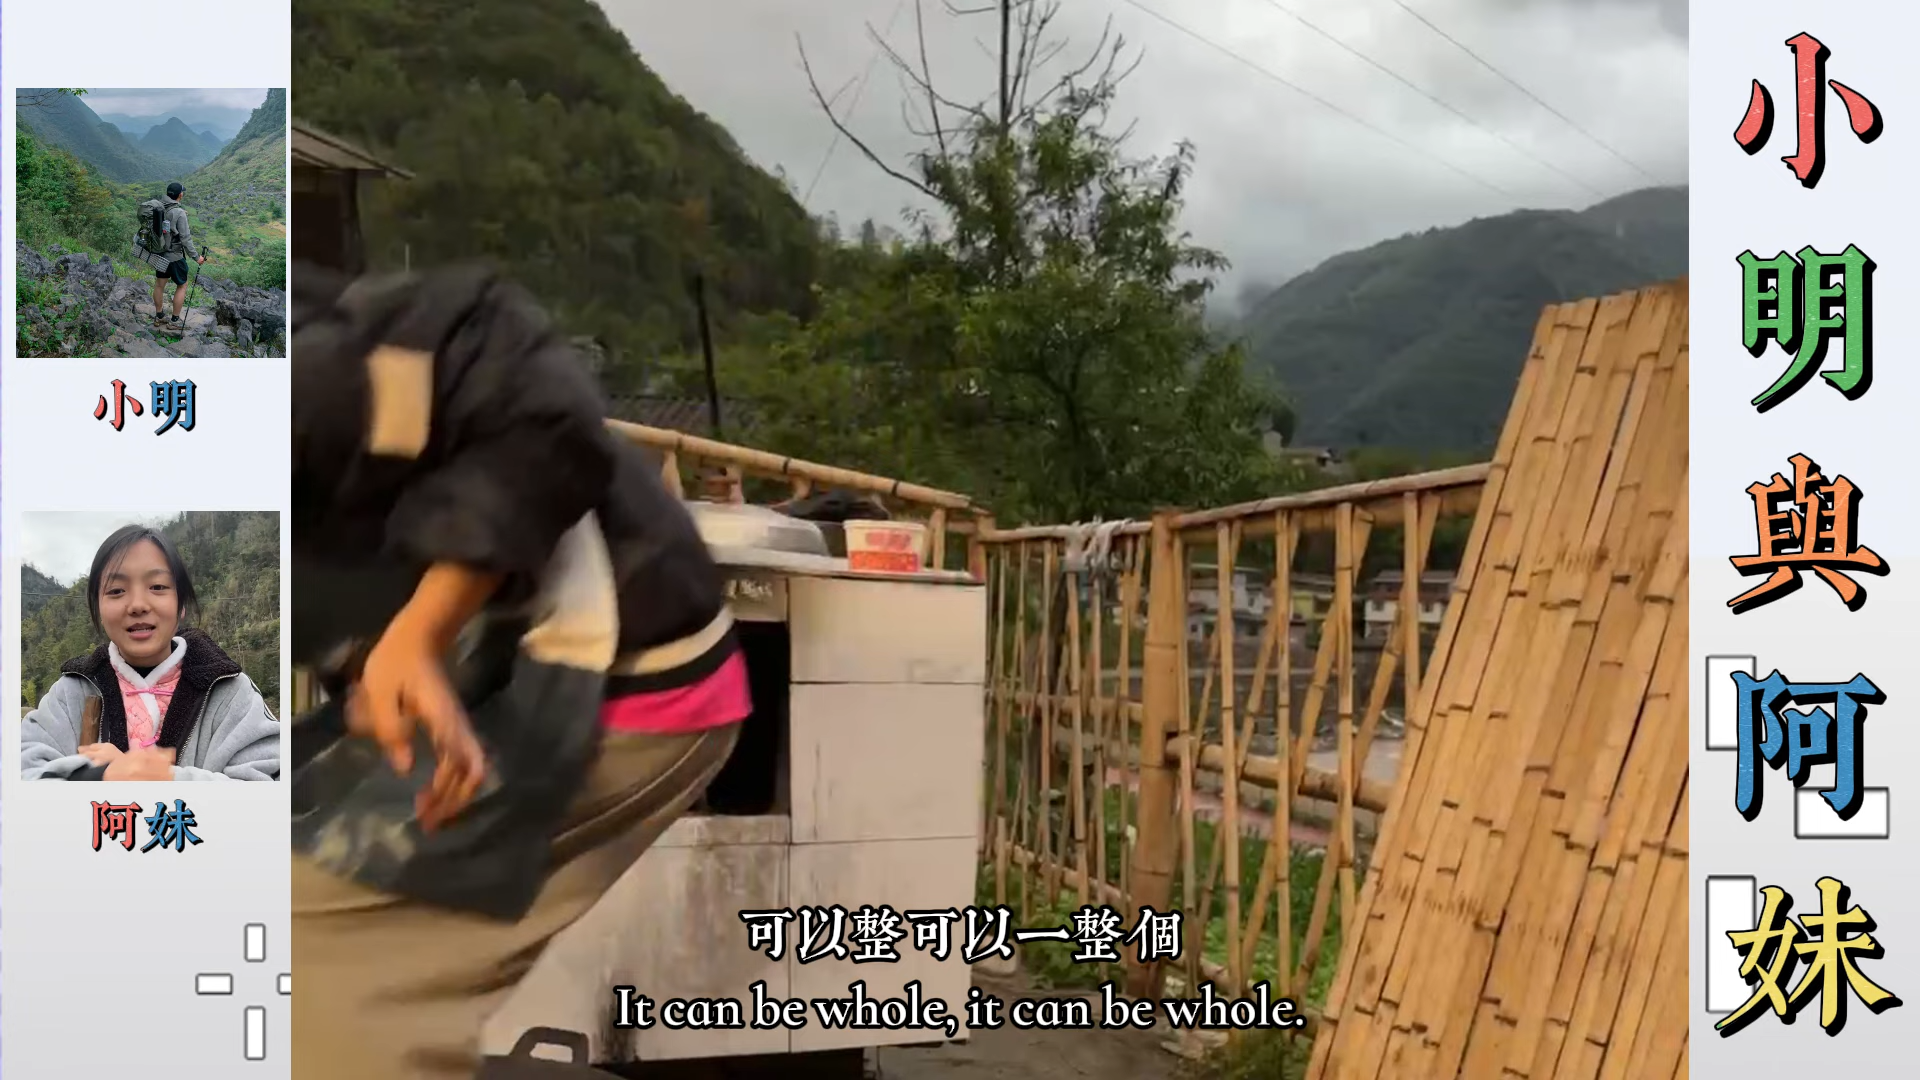 小明
阿妹
可以整可以一整個
It can be whole, it can be whole.
小明與阿妹